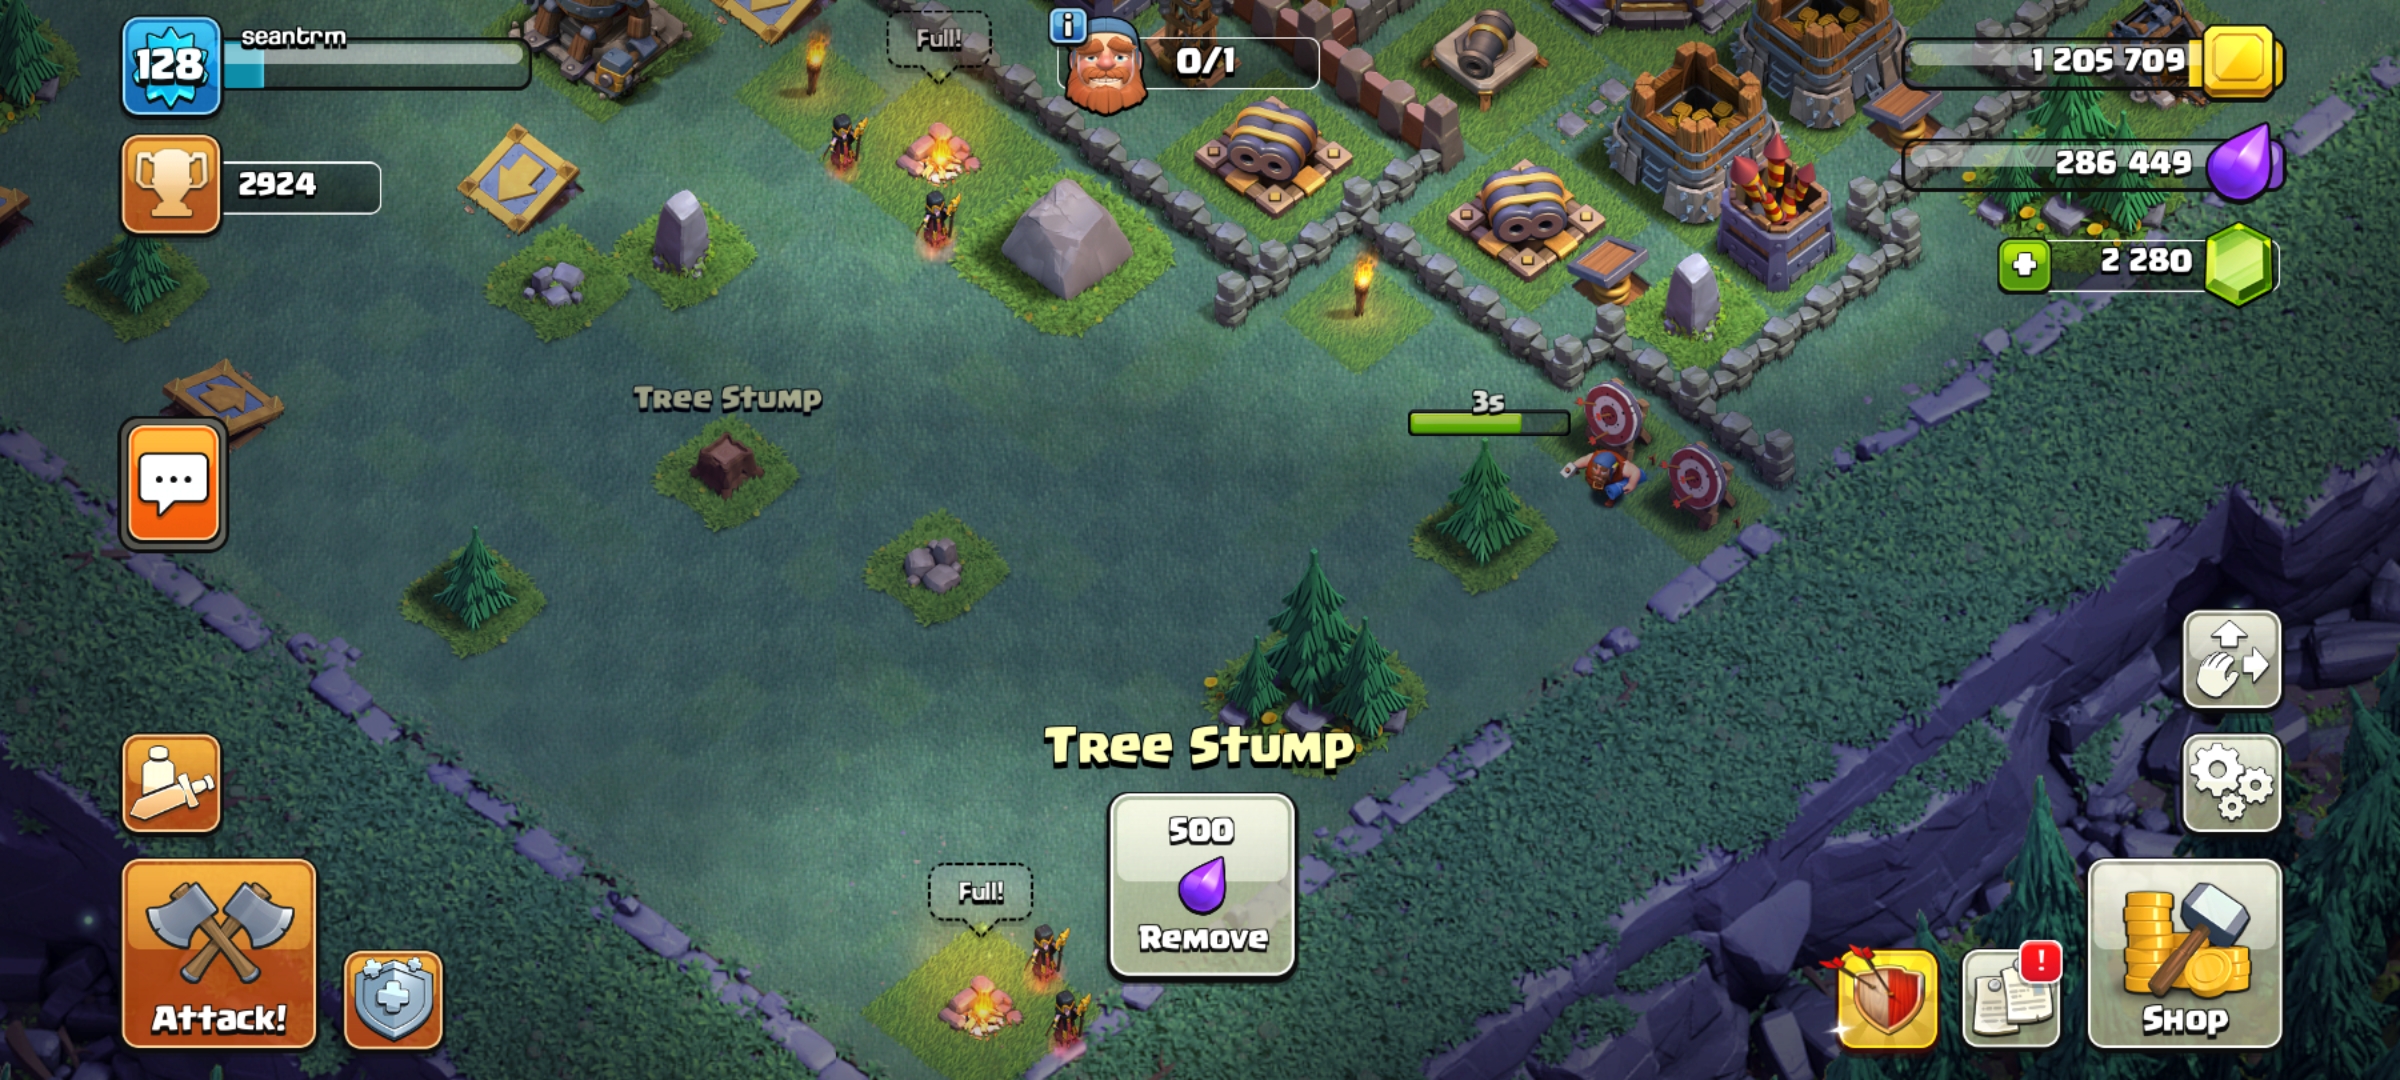 128
seantrm
Full!
i
0/1
1 205 709
2924
286 449
2 280
Tree Stump
3s
Tree Stump
500
Remove
Full!
Attack!
!
Shop